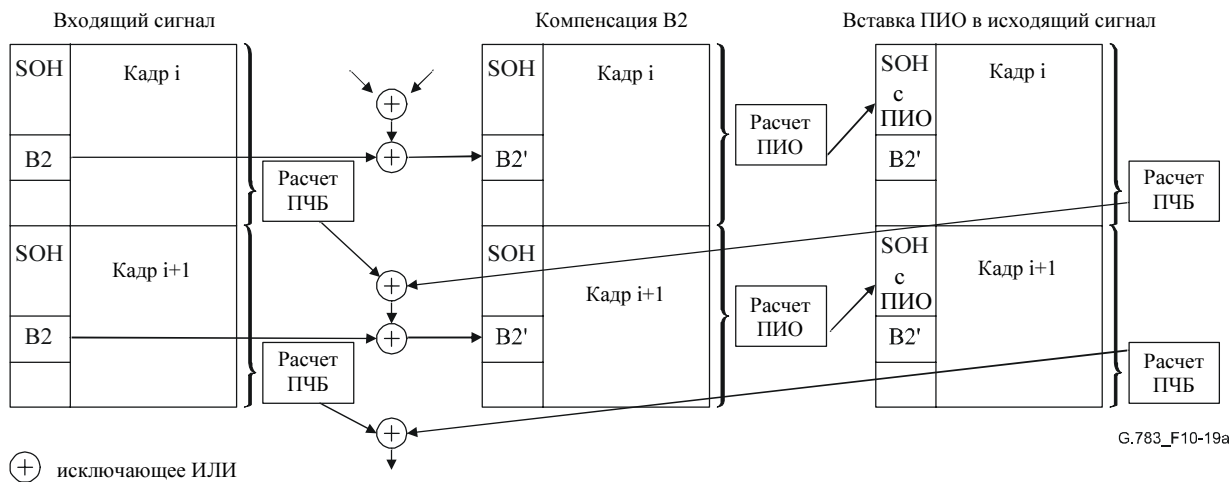 Входящий сигнал
Компенсация B2
Вставка ПИО в исходящий сигнал
SOH
Кадр i
B2
Расчет
ПЧБ
SOH
Кадр i+1
B2
Расчет
ПЧБ
SOH
Кадр i
B2'
Расчет
ПИО
SOH
Кадр i+1
B2'
Расчет
ПИО
SOH
с
ПИО
Кадр i
B2'
Расчет
ПЧБ
SOH
с
ПИО
Кадр i+1
B2'
Расчет
ПЧБ
G.783_F10-19a
исключающее ИЛИ